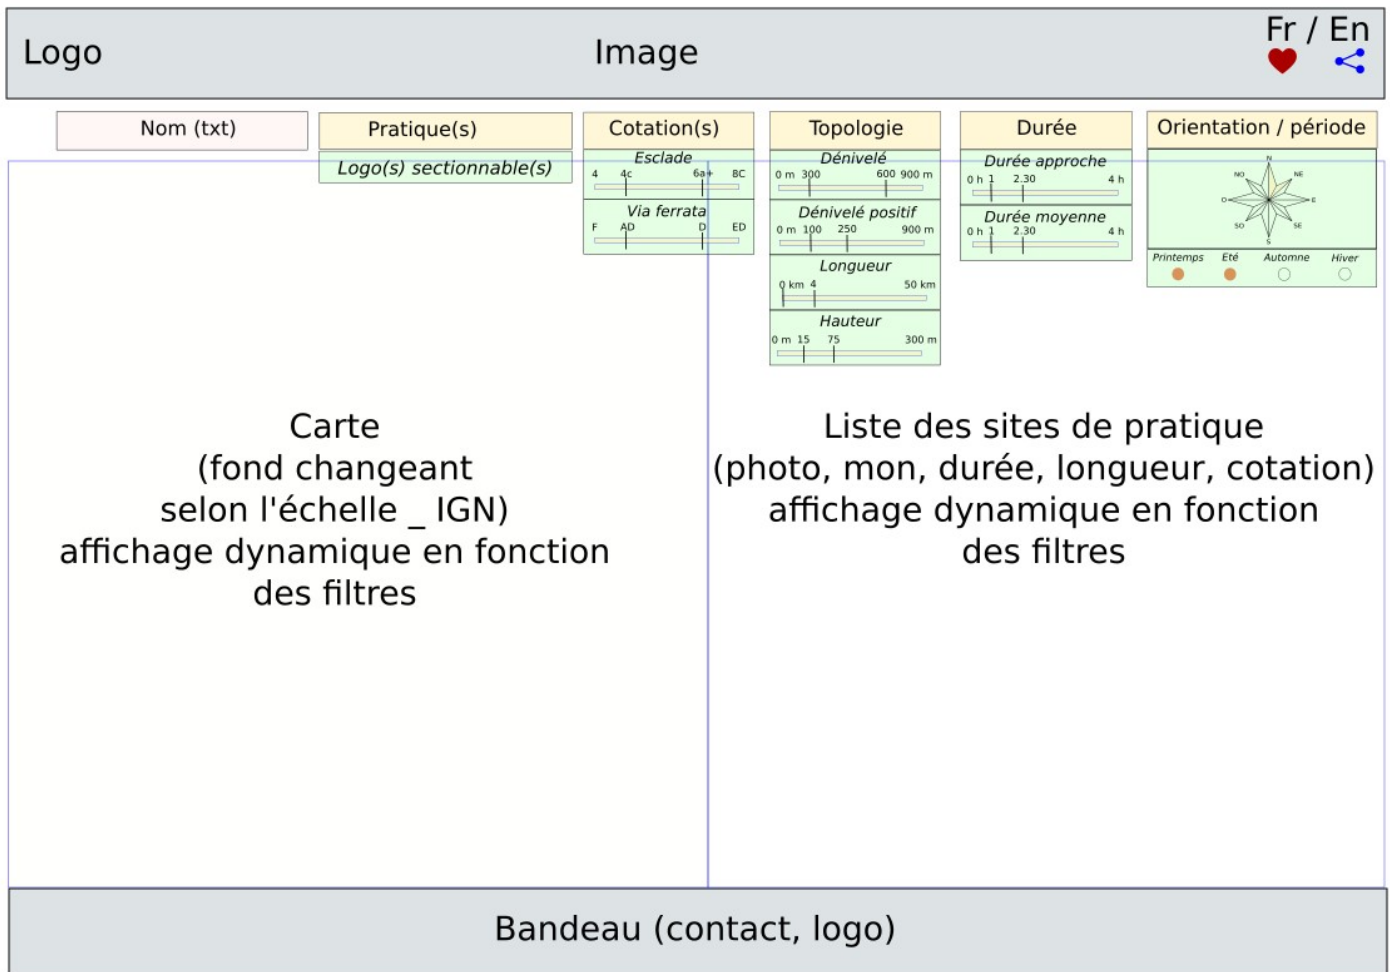 Logo
Image
Fr / En
Nom (txt)
Pratique(s)
Logo(s) sectionnable(s)
Cotation(s)
Esclade
4 4c 6a+ 8C
Via ferrata
F AD D ED
Topologie
Dénivelé
0 m 300 600 900 m
Dénivelé positif
0 m 100 250 900 m
Longueur
0 km 4 50 km
Hauteur
0 m 15 75 300 m
Durée
Durée approche
0 h 1 2.30 4 h
Durée moyenne
0 h 1 2.30 4 h
Orientation / période
N
NO NE
O E
SO SE
S
Printemps Eté Automne Hiver
Carte
(fond changeant
selon l'échelle _ IGN)
affichage dynamique en fonction
des filtres
Liste des sites de pratique
(photo, mon, durée, longueur, cotation)
affichage dynamique en fonction
des filtres
Bandeau (contact, logo)